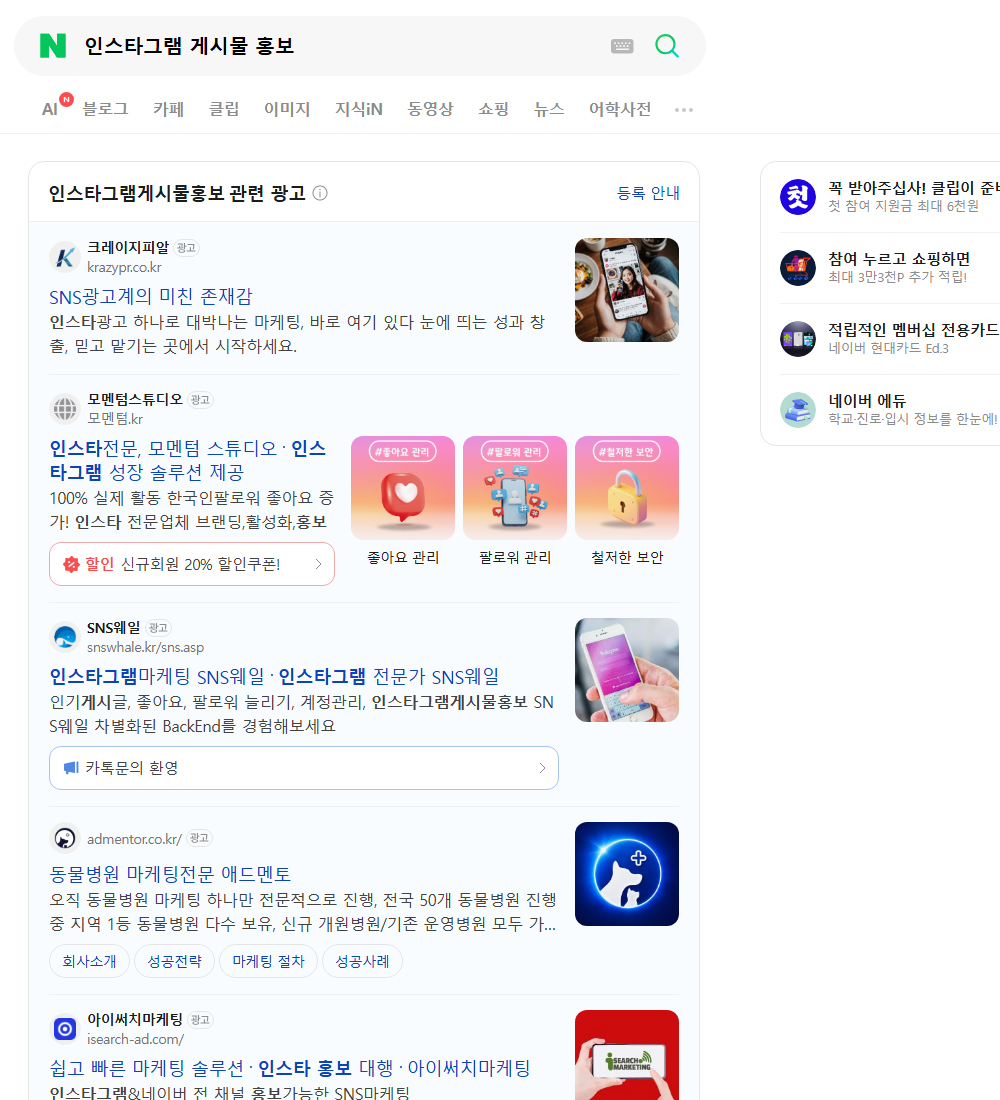 인스타그램 게시물 홍보
AI N 블로그 카페 클립 이미지 지식iN 동영상 쇼핑 뉴스 어학사전
인스타그램게시물홍보 관련 광고
등록 안내
크레이지피알 광고
krazypr.co.kr
SNS광고계의 미친 존재감
인스타광고 하나로 대박나는 마케팅, 바로 여기 있다 눈에 띄는 성과 창
출, 믿고 맡기는 곳에서 시작하세요.
모멘텀스튜디오 광고
모멘텀.kr
인스타전문, 모멘텀 스튜디오 · 인스
타그램 성장 솔루션 제공
100% 실제 활동 한국인팔로워 좋아요 증
가! 인스타 전문업체 브랜딩,활성화,홍보
할인 신규회원 20% 할인쿠폰!
#좋아요 관리
좋아요 관리
#팔로워 관리
팔로워 관리
#철저한 보안
철저한 보안
SNS웨일 광고
snswhale.kr/sns.asp
인스타그램마케팅 SNS웨일 · 인스타그램 전문가 SNS웨일
인기게시글, 좋아요, 팔로워 늘리기, 계정관리, 인스타그램게시물홍보 SN
S웨일 차별화된 BackEnd를 경험해보세요
카톡문의 환영
admentor.co.kr/ 광고
동물병원 마케팅전문 애드멘토
오직 동물병원 마케팅 하나만 전문적으로 진행, 전국 50개 동물병원 진행
중 지역 1등 동물병원 다수 보유, 신규 개원병원/기존 운영병원 모두 가...
회사소개 성공전략 마케팅 절차 성공사례
아이써치마케팅 광고
isearch-ad.com/
쉽고 빠른 마케팅 솔루션 · 인스타 홍보 대행 · 아이써치마케팅
인스타그램&네이버 전 채널 홍보가능한 SNS마케팅
iSEARCH
MARKETING
첫
꼭 받아주십사! 클립이 준비
첫 참여 지원금 최대 6천원
참여 누르고 쇼핑하면
최대 3만3천P 추가 적립!
적립적인 멤버십 전용카드
네이버 현대카드 Ed.3
네이버 에듀
학교·진로·입시 정보를 한눈에!